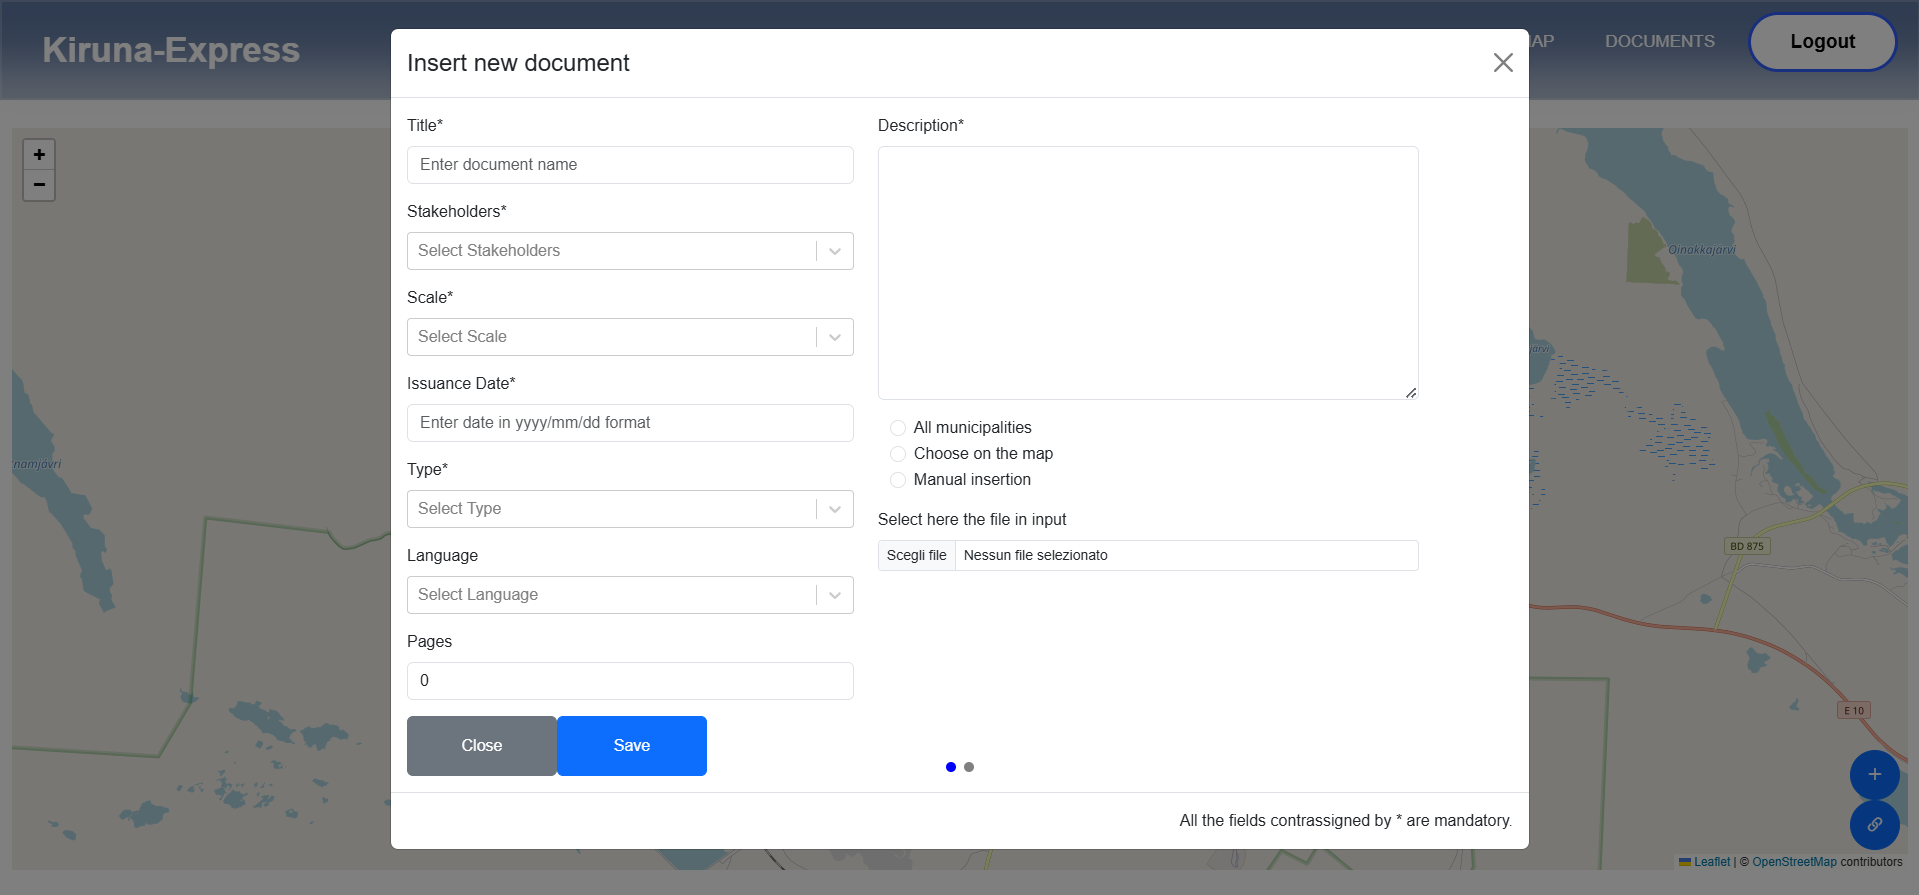 Kiruna-Express
DOCUMENTS
Logout
Insert new document
Title*
Enter document name
Stakeholders*
Select Stakeholders
Scale*
Select Scale
Issuance Date*
Enter date in yyyy/mm/dd format
Type*
Select Type
Language
Select Language
Pages
0
Close
Save
Description*
All municipalities
Choose on the map
Manual insertion
Select here the file in input
Scegli file
Nessun file selezionato
All the fields contrassigned by * are mandatory.
+
−
Oinakkajärvi
BD 875
E 10
+
Leaflet | © OpenStreetMap contributors